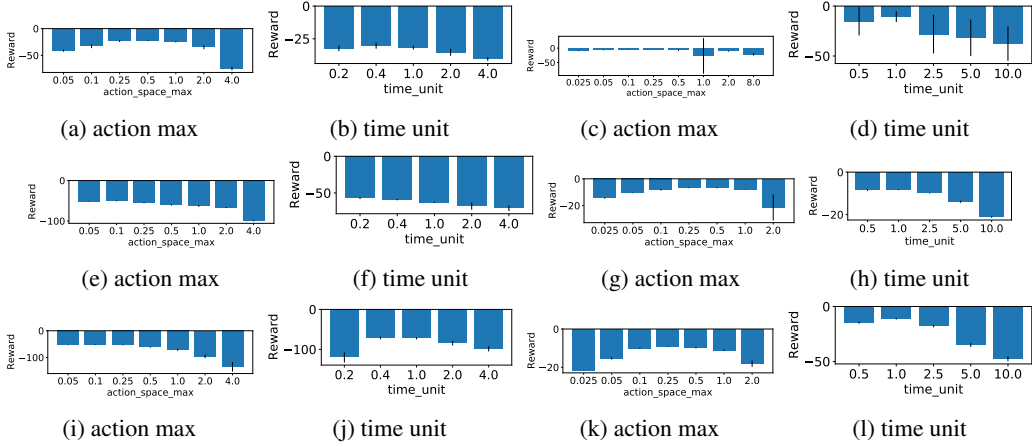 Reward
0
−50
0.05 0.1 0.25 0.5 1.0 2.0 4.0
action_space_max
(a) action max
Reward
0
−25
0.2 0.4 1.0 2.0 4.0
time_unit
(b) time unit
Reward
0
−50
0.025 0.05 0.1 0.25 0.5 1.0 2.0 8.0
action_space_max
(c) action max
Reward
0
−20
−40
0.5 1.0 2.5 5.0 10.0
time_unit
(d) time unit
Reward
0
−100
0.05 0.1 0.25 0.5 1.0 2.0 4.0
action_space_max
(e) action max
Reward
0
−50
0.2 0.4 1.0 2.0 4.0
time_unit
(f) time unit
Reward
0
−20
0.025 0.05 0.1 0.25 0.5 1.0 2.0
action_space_max
(g) action max
Reward
0
−20
0.5 1.0 2.5 5.0 10.0
time_unit
(h) time unit
Reward
0
−100
0.05 0.1 0.25 0.5 1.0 2.0 4.0
action_space_max
(i) action max
Reward
0
−100
0.2 0.4 1.0 2.0 4.0
time_unit
(j) time unit
Reward
0
−20
0.025 0.05 0.1 0.25 0.5 1.0 2.0
action_space_max
(k) action max
Reward
0
−50
0.5 1.0 2.5 5.0 10.0
time_unit
(l) time unit